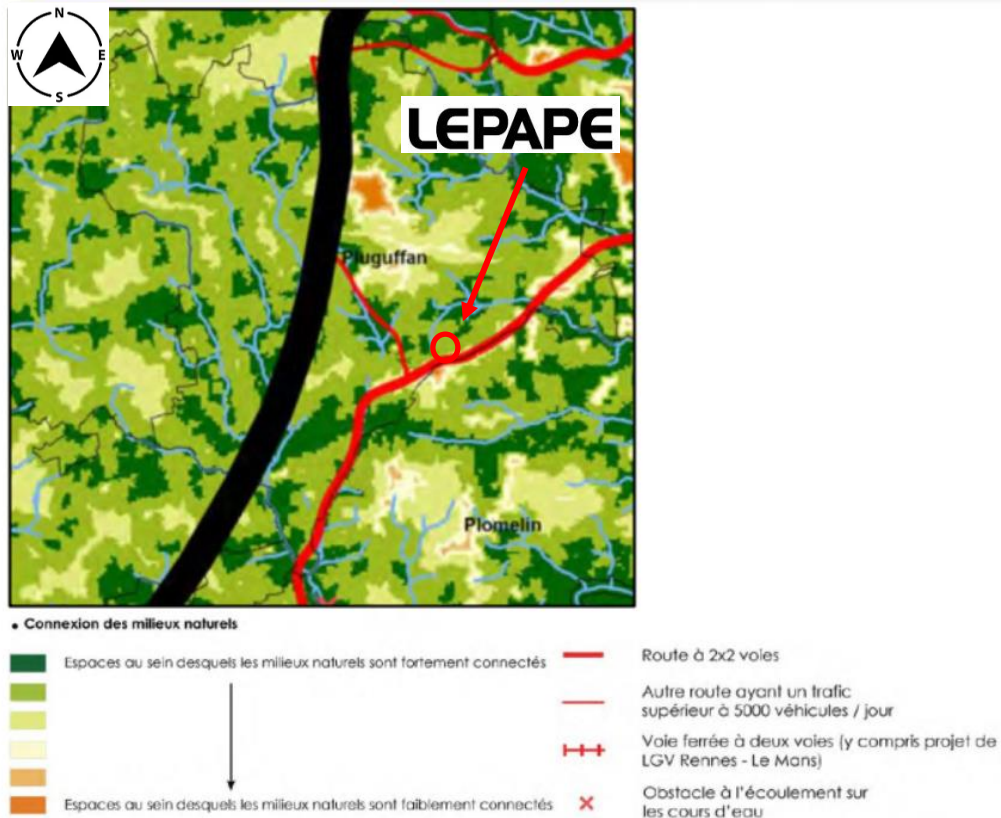 N
W E
S
LEPAPE
Pluguffan
Plomelin
• Connexion des milieux naturels
Espaces au sein desquels les milieux naturels sont fortement connectés
Espaces au sein desquels les milieux naturels sont faiblement connectés
Route à 2x2 voies
Autre route ayant un trafic
supérieur à 5000 véhicules / jour
Voie ferrée à deux voies (y compris projet de
LGV Rennes - Le Mans)
Obstacle à l'écoulement sur
les cours d'eau